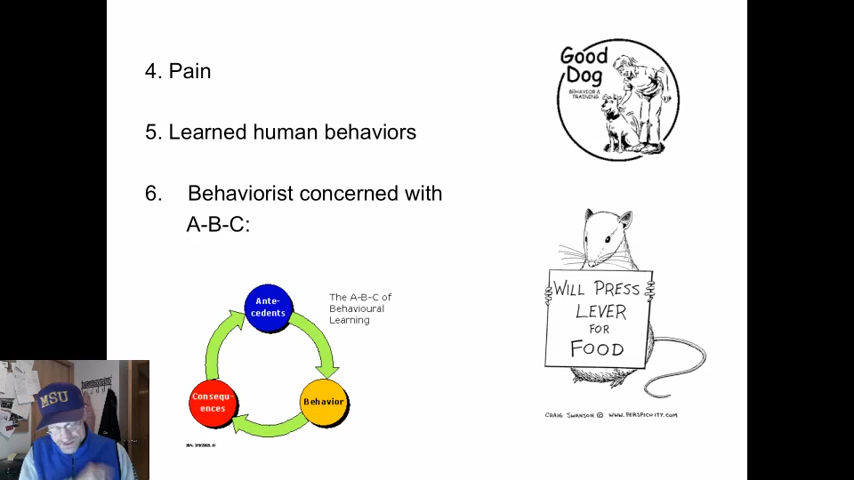 4. Pain
5. Learned human behaviors
6. Behaviorist concerned with
A-B-C:
Good
Dog
BEHAVIOR &
TRAINING
The A-B-C of
Behavioural
Learning
Ante-
cedents
Consequ-
ences
Behavior
WILL PRESS
LEVER
FOR
FOOD
CRAIG SWANSON © WWW.PERSPICUITY.COM
MSU